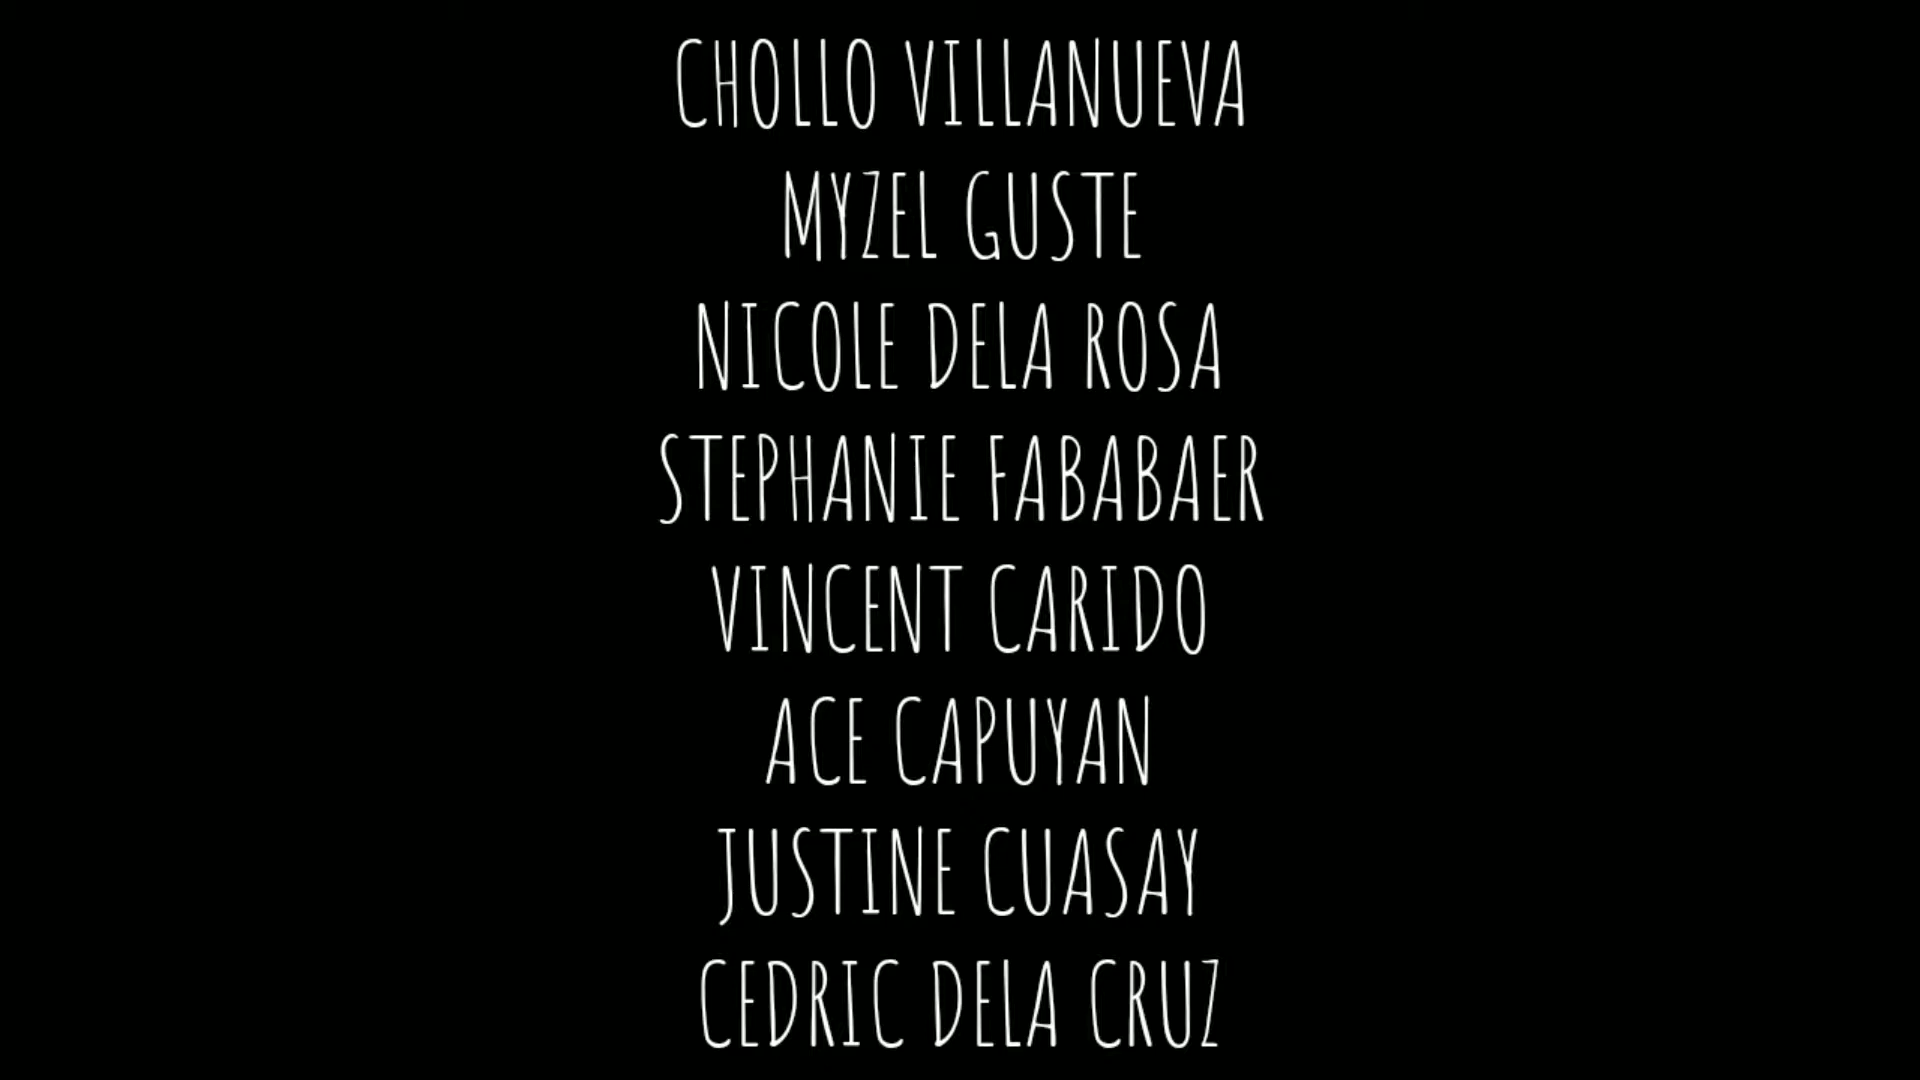 CHOLLO VILLANUEVA
MYZEL GUSTE
NICOLE DELA ROSA
STEPHANIE FABABAER
VINCENT CARIDO
ACE CAPUYAN
JUSTINE CUASAY
CEDRIC DELA CRUZ